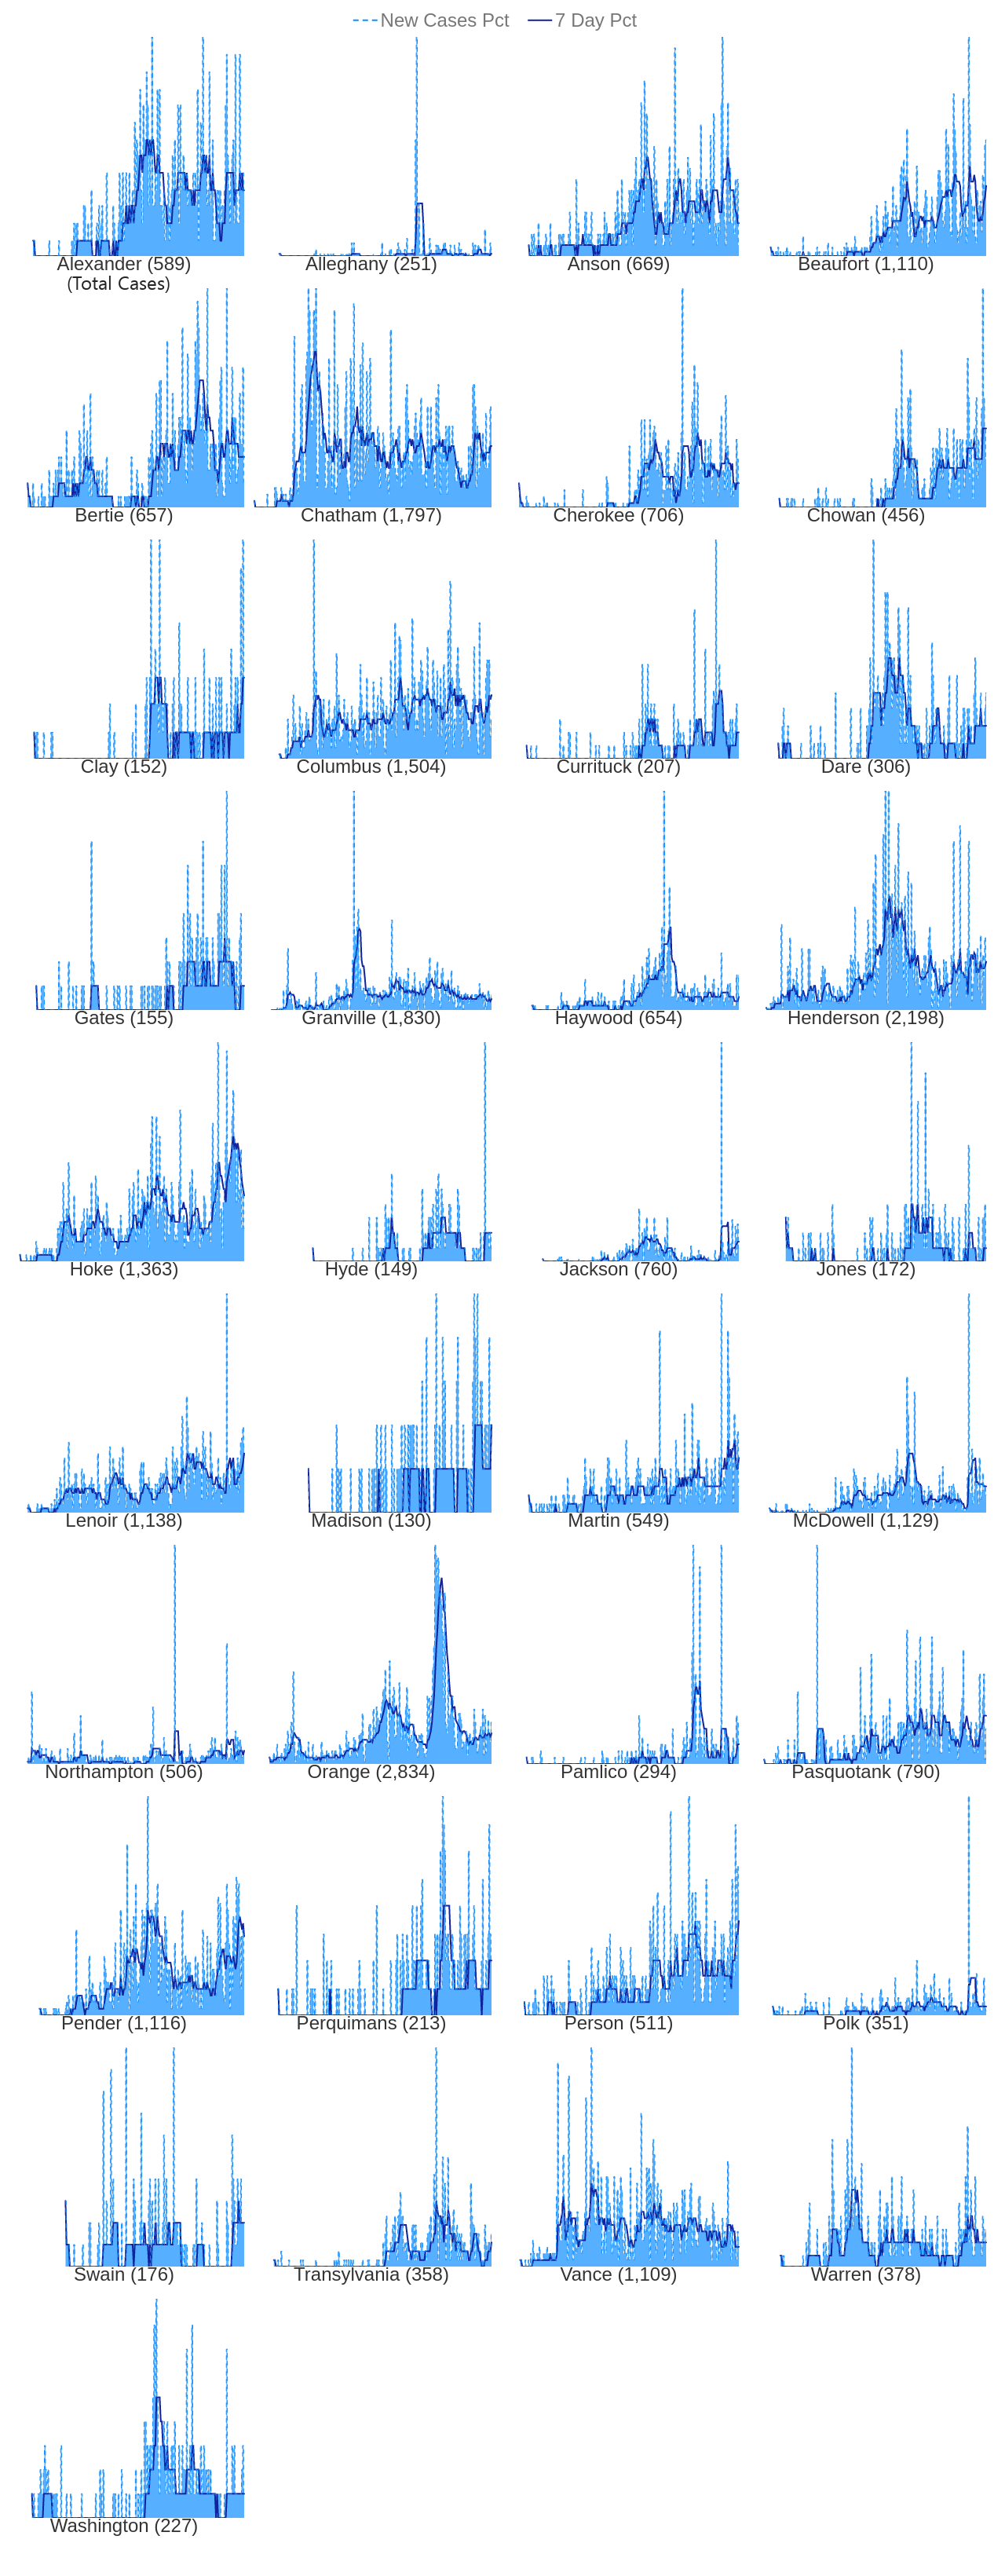 New Cases Pct 7 Day Pct
Alexander (589) Alleghany (251) Anson (669) Beaufort (1,110)
(Total Cases)
Bertie (657) Chatham (1,797) Cherokee (706) Chowan (456)
Clay (152) Columbus (1,504) Currituck (207) Dare (306)
Gates (155) Granville (1,830) Haywood (654) Henderson (2,198)
Hoke (1,363) Hyde (149) Jackson (760) Jones (172)
Lenoir (1,138) Madison (130) Martin (549) McDowell (1,129)
Northampton (506) Orange (2,834) Pamlico (294) Pasquotank (790)
Pender (1,116) Perquimans (213) Person (511) Polk (351)
Swain (176) Transylvania (358) Vance (1,109) Warren (378)
Washington (227)